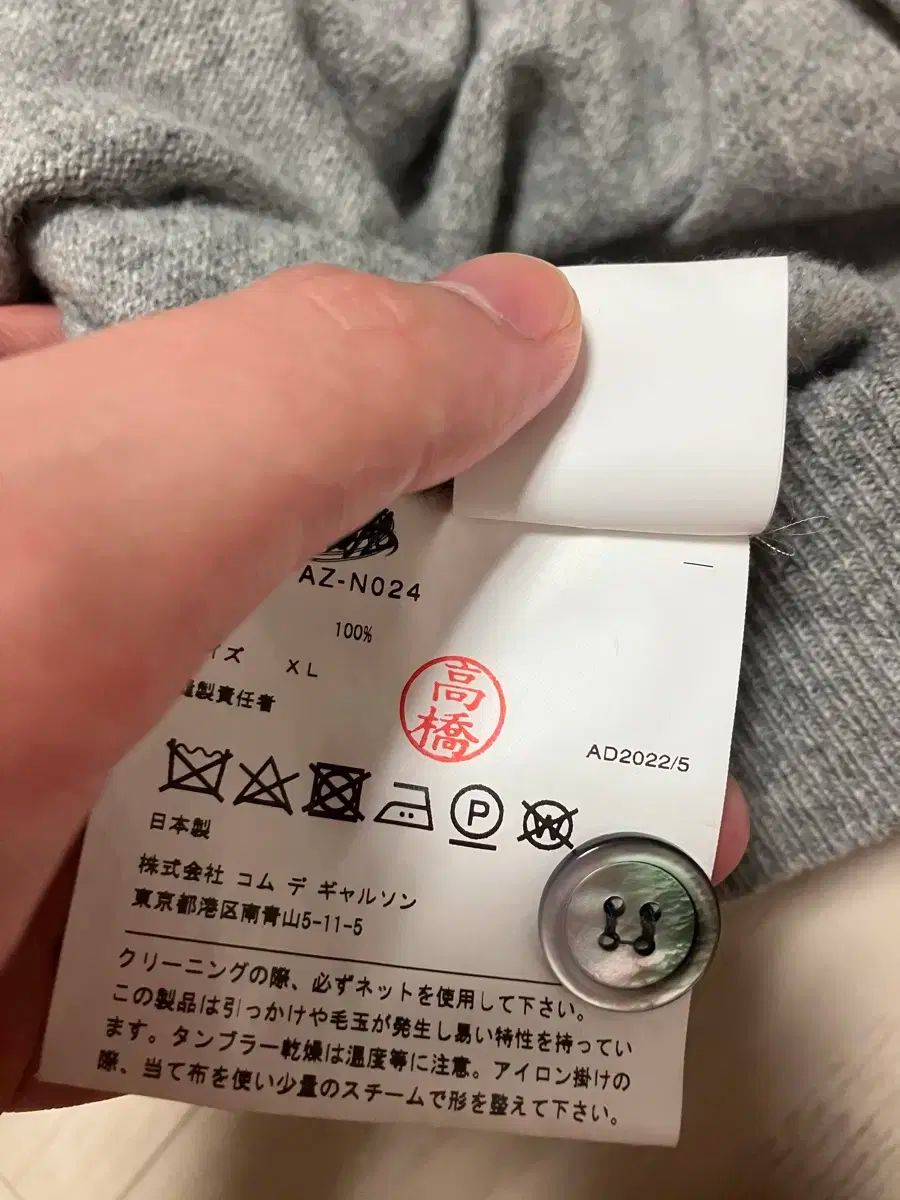 AZ-N024
100%
イズ XL
製責任者
高橋
AD2022/5
P
W
日本製
株式会社 コム デ ギャルソン
東京都港区南青山5-11-5
クリーニングの際、必ずネットを使用して下さい。
この製品は引っかけや毛玉が発生し易い特性を持ってい
ます。タンブラー乾燥は温度等に注意。アイロン掛けの
際、当て布を使い少量のスチームで形を整えて下さい。